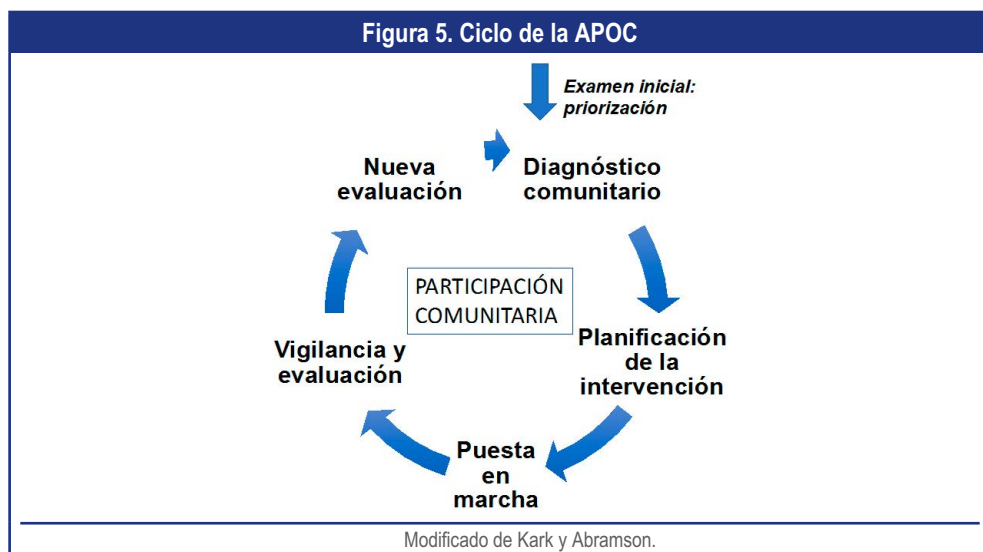 Figura 5. Ciclo de la APOC
Examen inicial:
priorización
Nueva
evaluación
Diagnóstico
comunitario
PARTICIPACIÓN
COMUNITARIA
Planificación
de la
intervención
Vigilancia y
evaluación
Puesta
en
marcha
Modificado de Kark y Abramson.